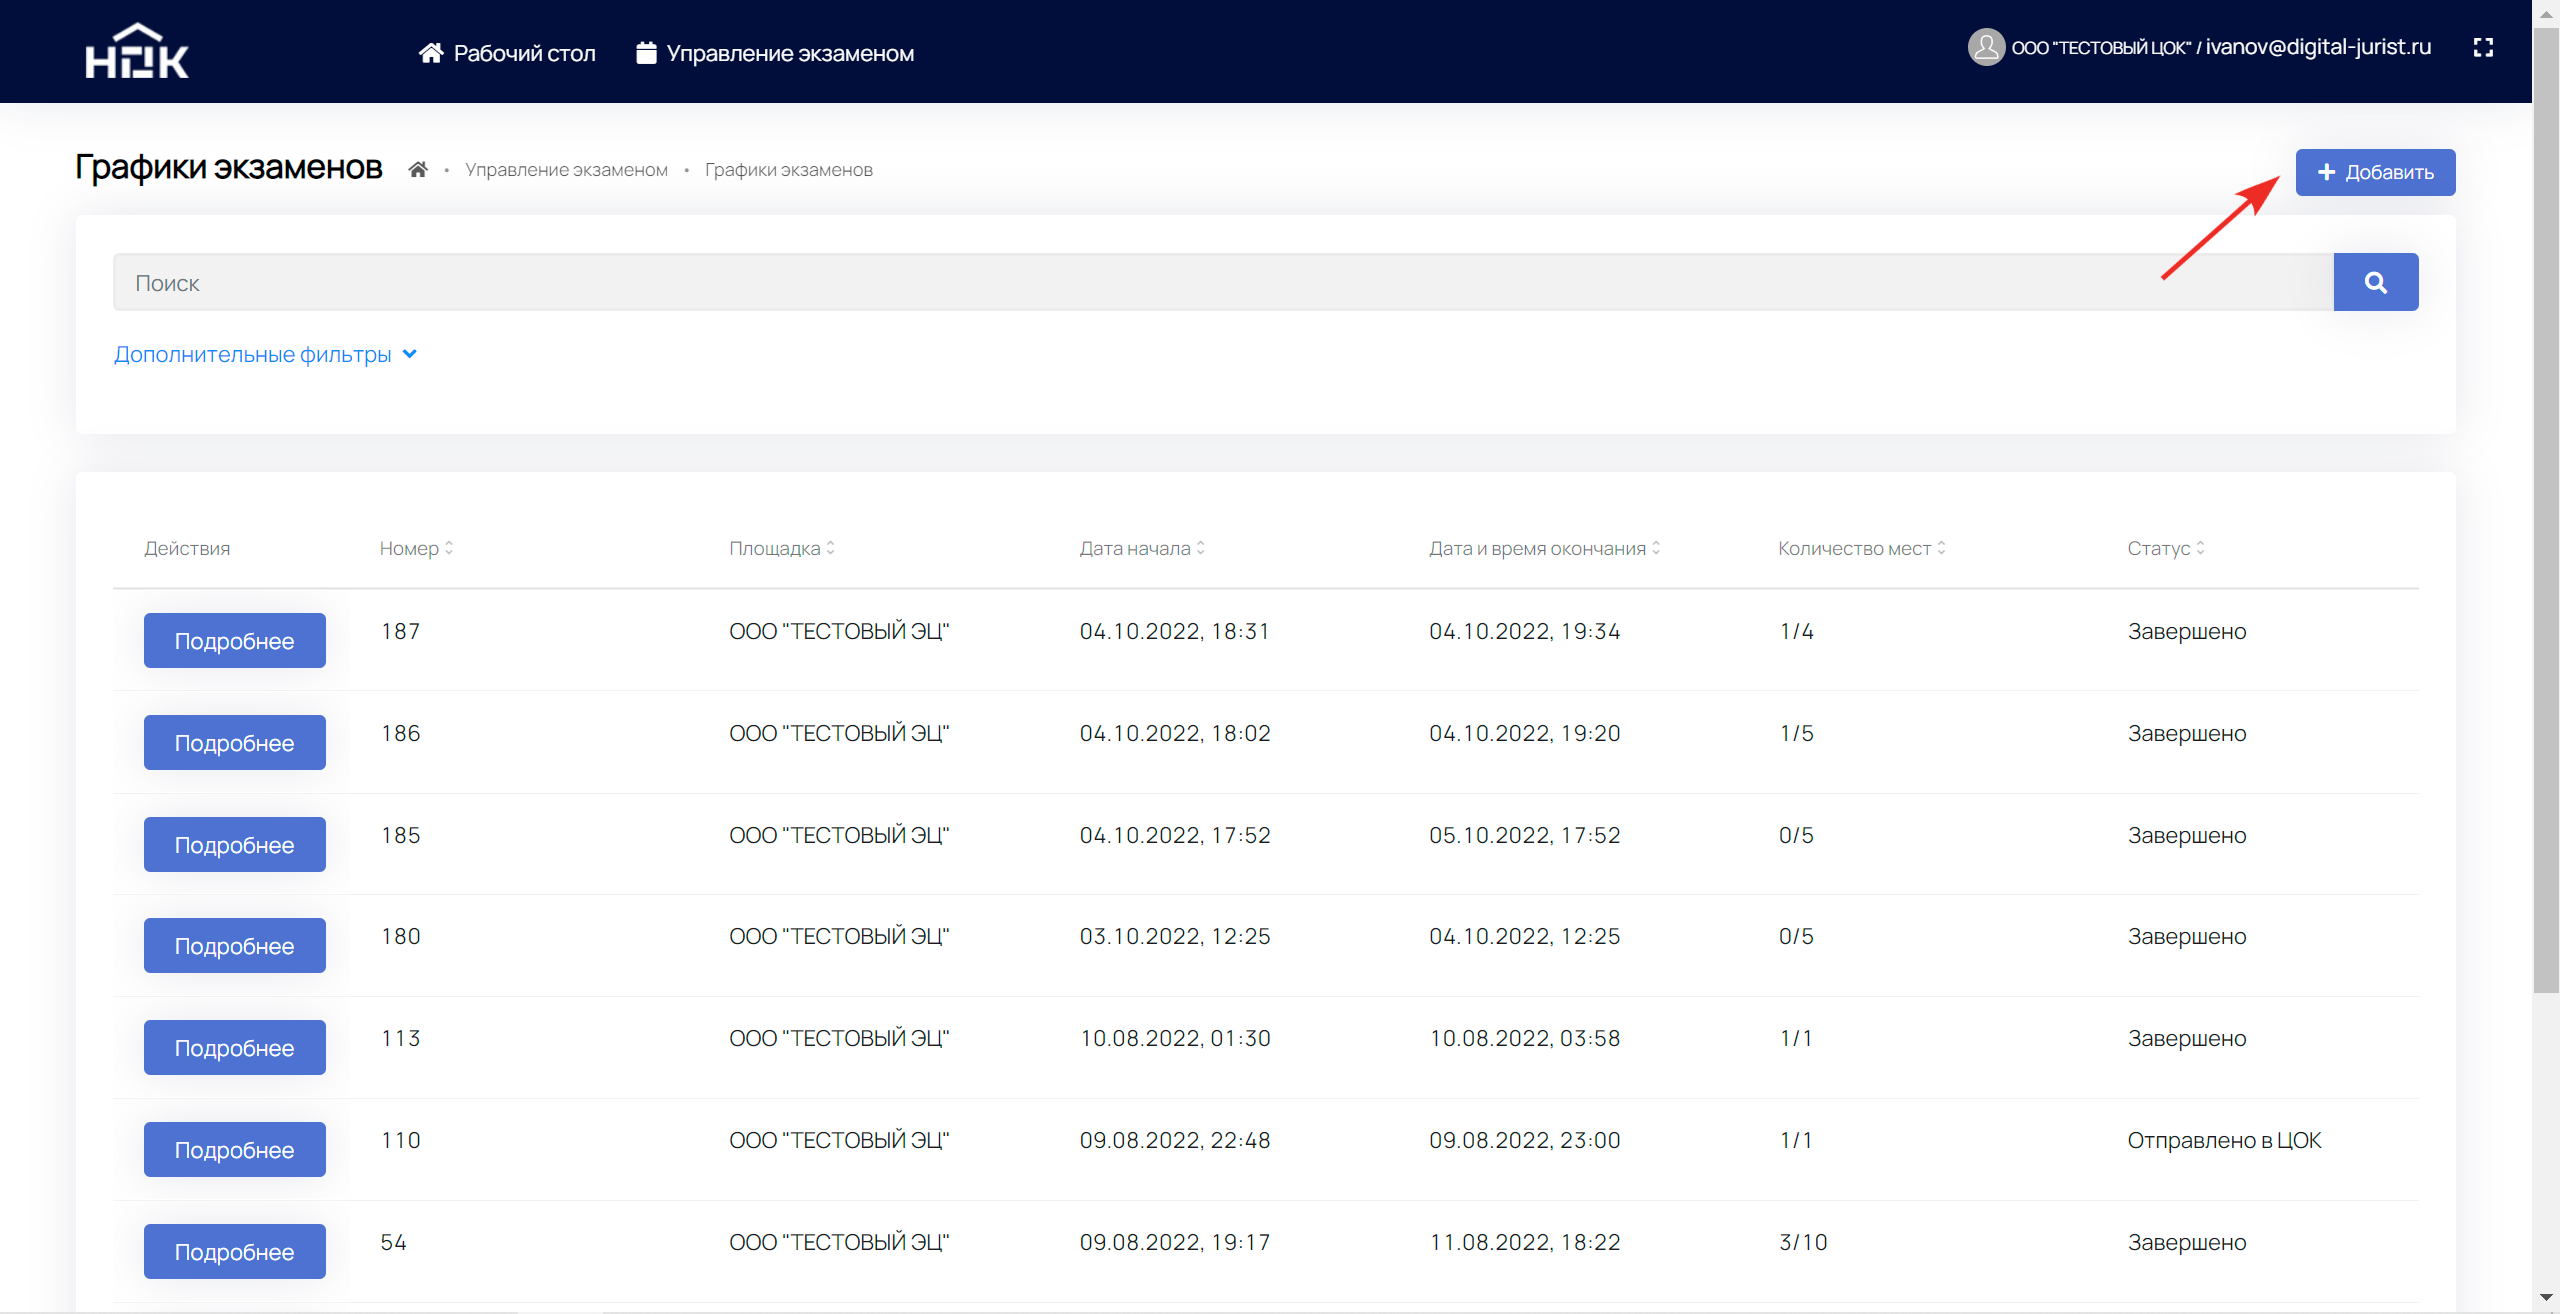 НОК
Рабочий стол
Управление экзаменом
ООО "ТЕСТОВЫЙ ЦОК" / ivanov@digital-jurist.ru
Графики экзаменов • Управление экзаменом • Графики экзаменов
Добавить
Поиск
Дополнительные фильтры
Действия Номер Площадка Дата начала Дата и время окончания Количество мест Статус
Подробнее 187 ООО "ТЕСТОВЫЙ ЭЦ" 04.10.2022, 18:31 04.10.2022, 19:34 1/4 Завершено
Подробнее 186 ООО "ТЕСТОВЫЙ ЭЦ" 04.10.2022, 18:02 04.10.2022, 19:20 1/5 Завершено
Подробнее 185 ООО "ТЕСТОВЫЙ ЭЦ" 04.10.2022, 17:52 05.10.2022, 17:52 0/5 Завершено
Подробнее 180 ООО "ТЕСТОВЫЙ ЭЦ" 03.10.2022, 12:25 04.10.2022, 12:25 0/5 Завершено
Подробнее 113 ООО "ТЕСТОВЫЙ ЭЦ" 10.08.2022, 01:30 10.08.2022, 03:58 1/1 Завершено
Подробнее 110 ООО "ТЕСТОВЫЙ ЭЦ" 09.08.2022, 22:48 09.08.2022, 23:00 1/1 Отправлено в ЦОК
Подробнее 54 ООО "ТЕСТОВЫЙ ЭЦ" 09.08.2022, 19:17 11.08.2022, 18:22 3/10 Завершено